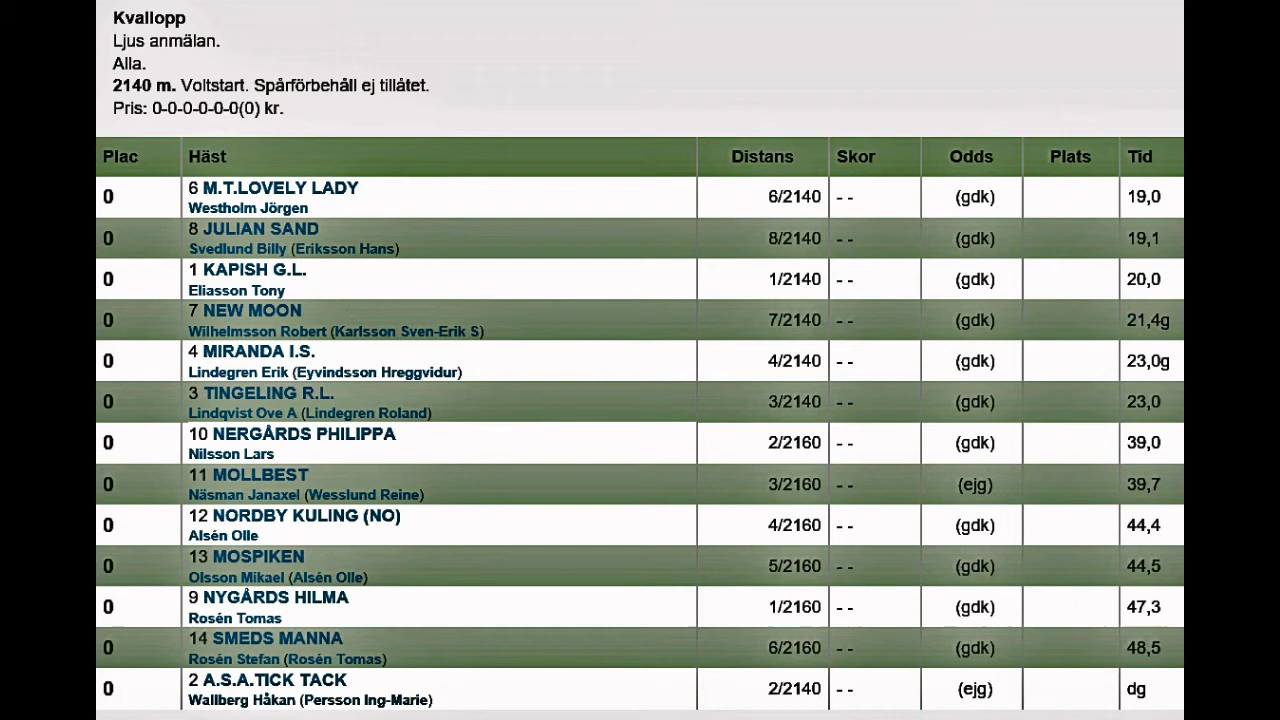 Kvallopp
Ljus anmälan.
Alla.
2140 m. Voltstart. Spårförbehåll ej tillåtet.
Pris: 0-0-0-0-0-0(0) kr.
Plac Häst Distans Skor Odds Plats Tid
0 6 M.T.LOVELY LADY 6/2140 - - (gdk) 19,0
Westholm Jörgen
0 8 JULIAN SAND 8/2140 - - (gdk) 19,1
Svedlund Billy (Eriksson Hans)
0 1 KAPISH G.L. 1/2140 - - (gdk) 20,0
Eliasson Tony
0 7 NEW MOON 7/2140 - - (gdk) 21,4g
Wilhelmsson Robert (Karlsson Sven-Erik S)
0 4 MIRANDA I.S. 4/2140 - - (gdk) 23,0g
Lindegren Erik (Eyvindsson Hreggvidur)
0 3 TINGELING R.L. 3/2140 - - (gdk) 23,0
Lindqvist Ove A (Lindegren Roland)
0 10 NERGÅRDS PHILIPPA 2/2160 - - (gdk) 39,0
Nilsson Lars
0 11 MOLLBEST 3/2160 - - (ejg) 39,7
Näsman Janaxel (Wesslund Reine)
0 12 NORDBY KULING (NO) 4/2160 - - (gdk) 44,4
Alsén Olle
0 13 MOSPIKEN 5/2160 - - (gdk) 44,5
Olsson Mikael (Alsén Olle)
0 9 NYGÅRDS HILMA 1/2160 - - (gdk) 47,3
Rosén Tomas
0 14 SMEDS MANNA 6/2160 - - (gdk) 48,5
Rosén Stefan (Rosén Tomas)
0 2 A.S.A.TICK TACK 2/2140 - - (ejg) dg
Wallberg Håkan (Persson Ing-Marie)